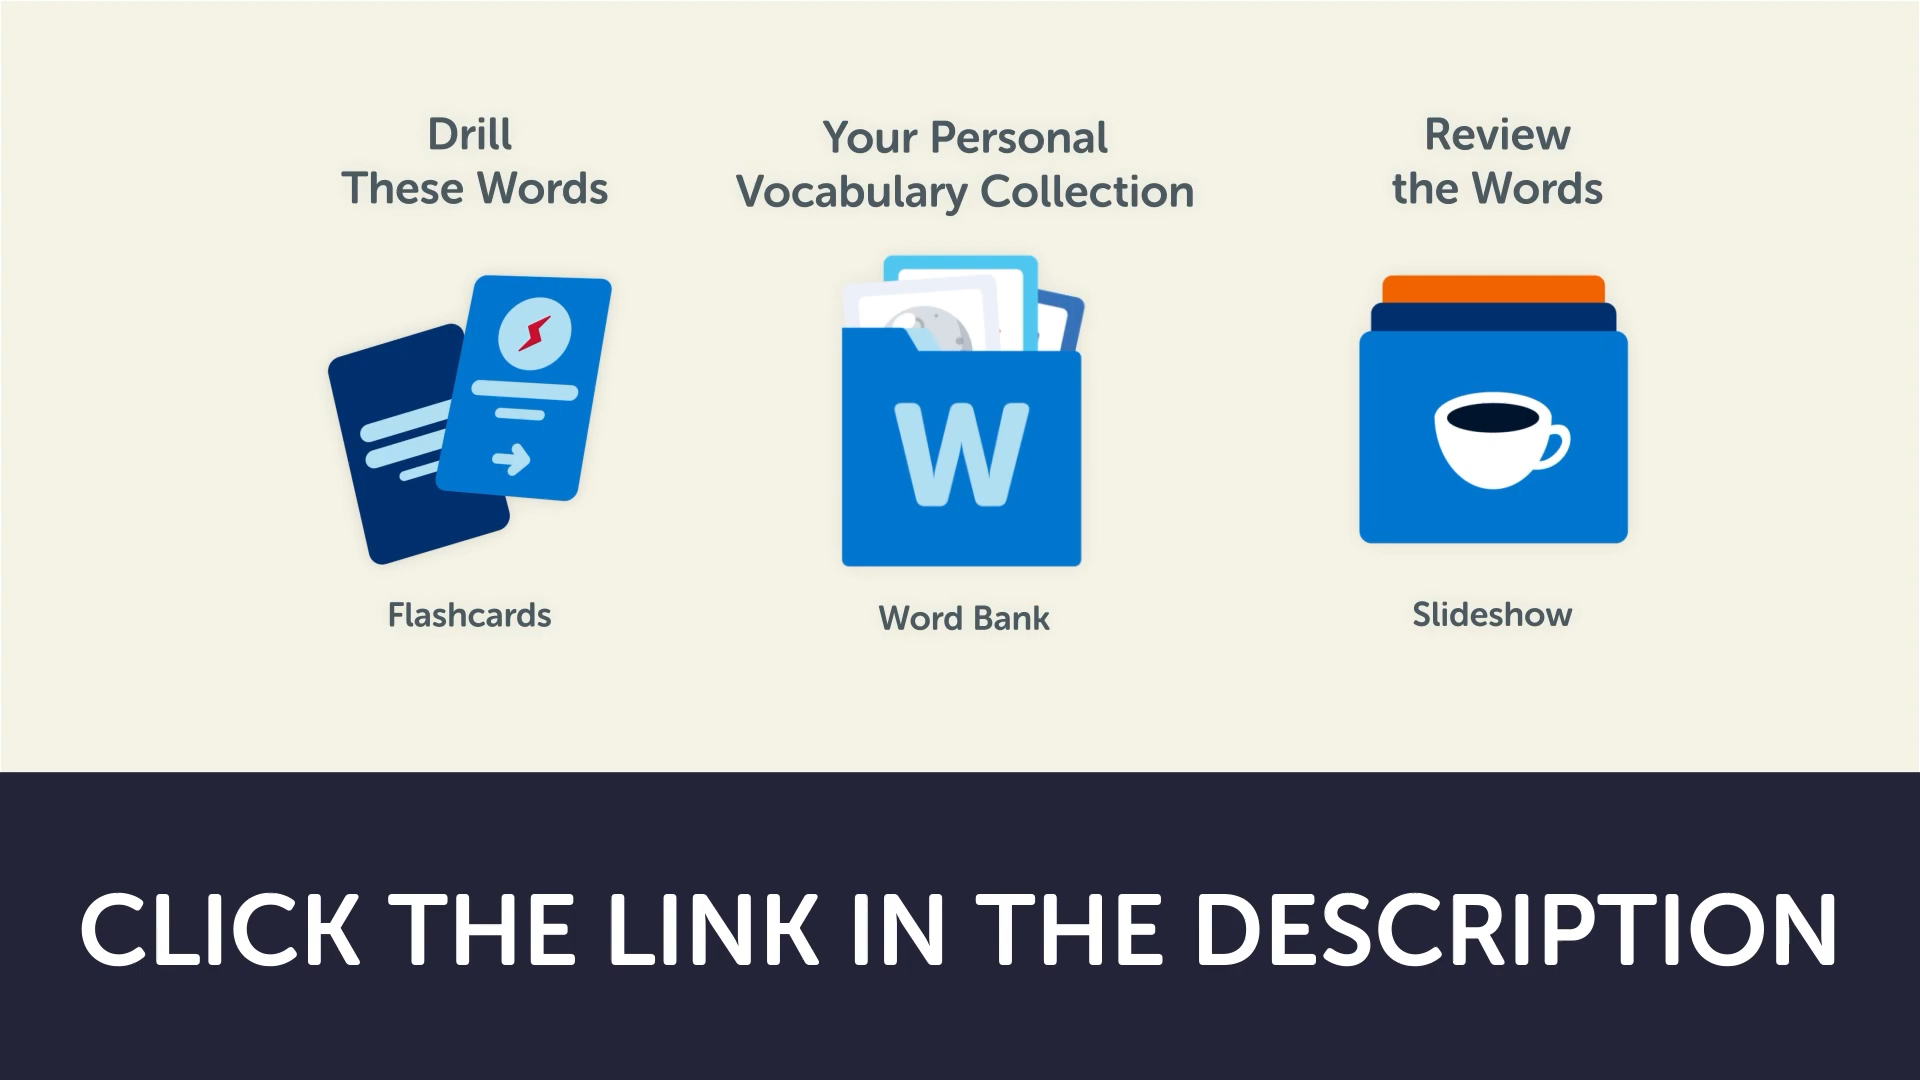 Drill
These Words
Flashcards
Your Personal
Vocabulary Collection
W
Word Bank
Review
the Words
Slideshow
CLICK THE LINK IN THE DESCRIPTION